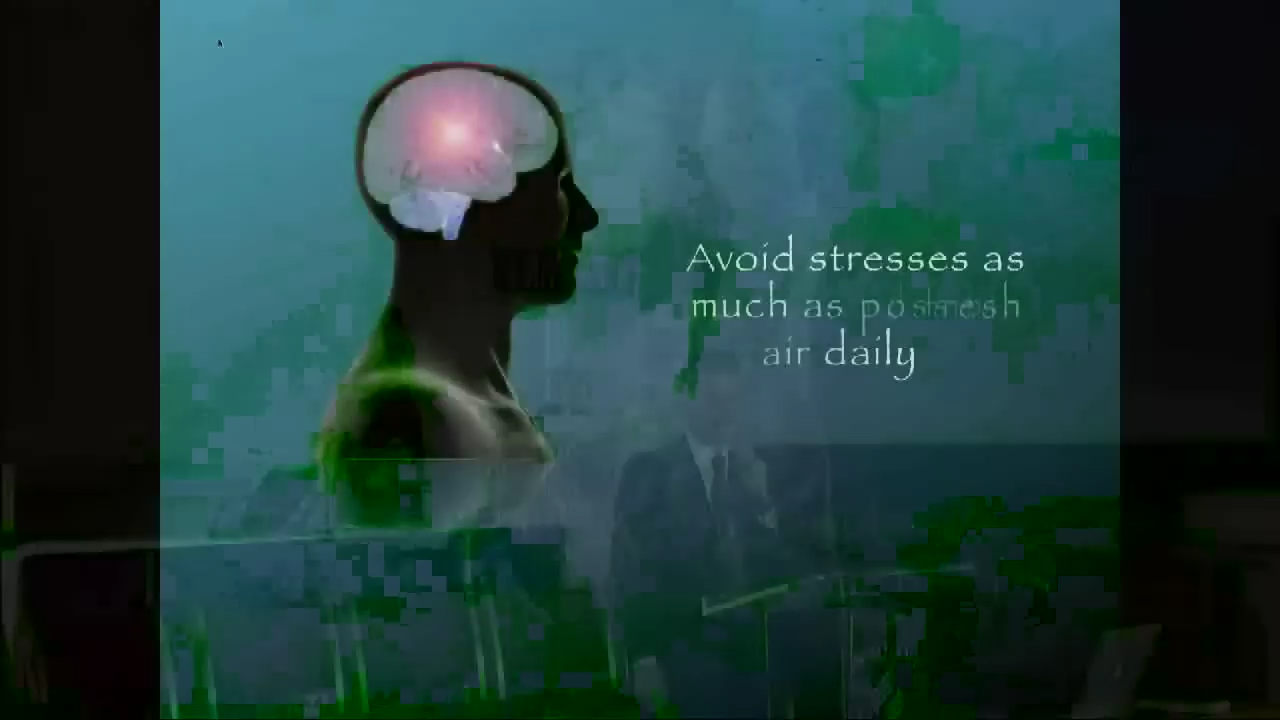 Avoid stresses as
much as
air daily